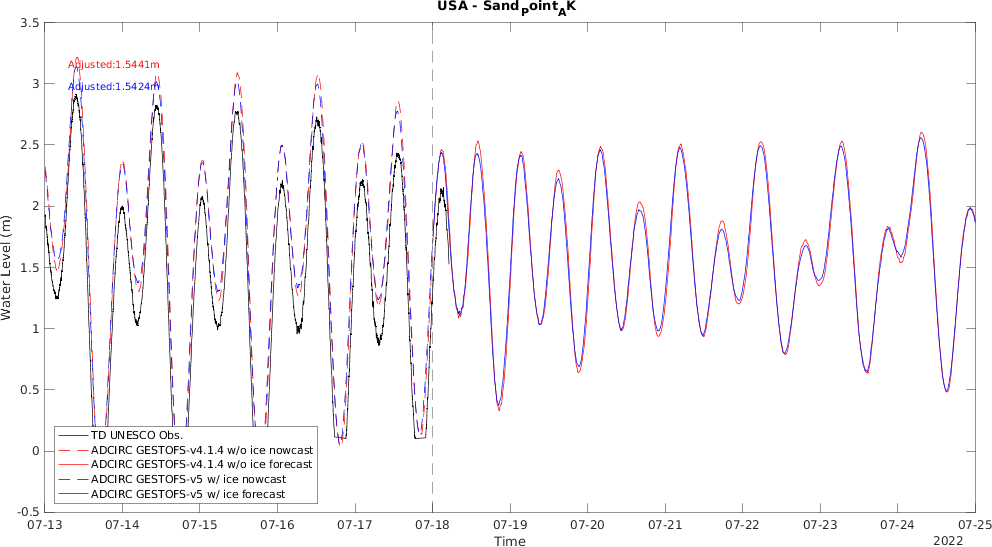 USA - SandPointAK
3.5
3
2.5
2
1.5
1
0.5
0
-0.5
Water Level (m)
Adjusted:1.5441m
Adjusted:1.5424m
TD UNESCO Obs.
ADCIRC GESTOFS-v4.1.4 w/o ice nowcast
ADCIRC GESTOFS-v4.1.4 w/o ice forecast
ADCIRC GESTOFS-v5 w/ ice nowcast
ADCIRC GESTOFS-v5 w/ ice forecast
07-13 07-14 07-15 07-16 07-17 07-18 07-19 07-20 07-21 07-22 07-23 07-24 07-25
Time
2022